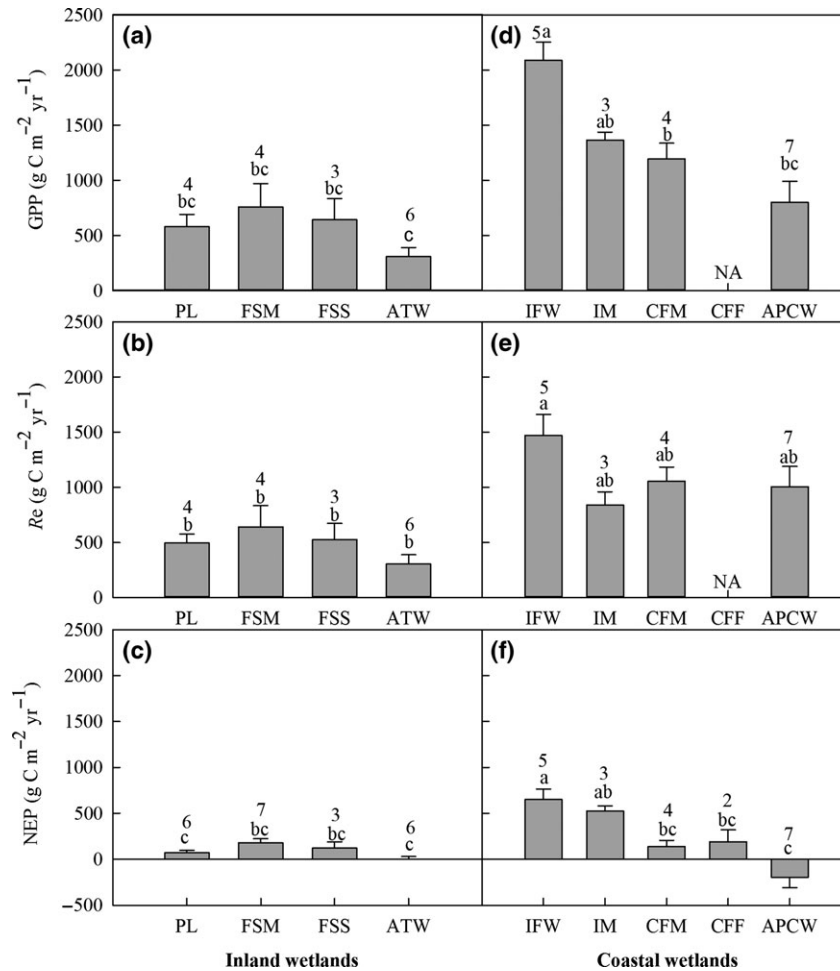 (a)
2500
2000
1500
1000
500
0
GPP (g C m−2 yr−1)
4
bc
4
bc
3
bc
6
c
PL FSM FSS ATW
(d)
5a
3
ab
4
b
NA
7
bc
IFW IM CFM CFF APCW
(b)
2500
2000
1500
1000
500
0
Re (g C m−2 yr−1)
4
b
4
b
3
b
6
b
PL FSM FSS ATW
(e)
5
a
3
ab
4
ab
NA
7
ab
IFW IM CFM CFF APCW
(c)
2500
2000
1500
1000
500
0
−500
NEP (g C m−2 yr−1)
6
c
7
bc
3
bc
6
c
PL FSM FSS ATW
Inland wetlands
(f)
5
a
3
ab
4
bc
2
bc
7
c
IFW IM CFM CFF APCW
Coastal wetlands